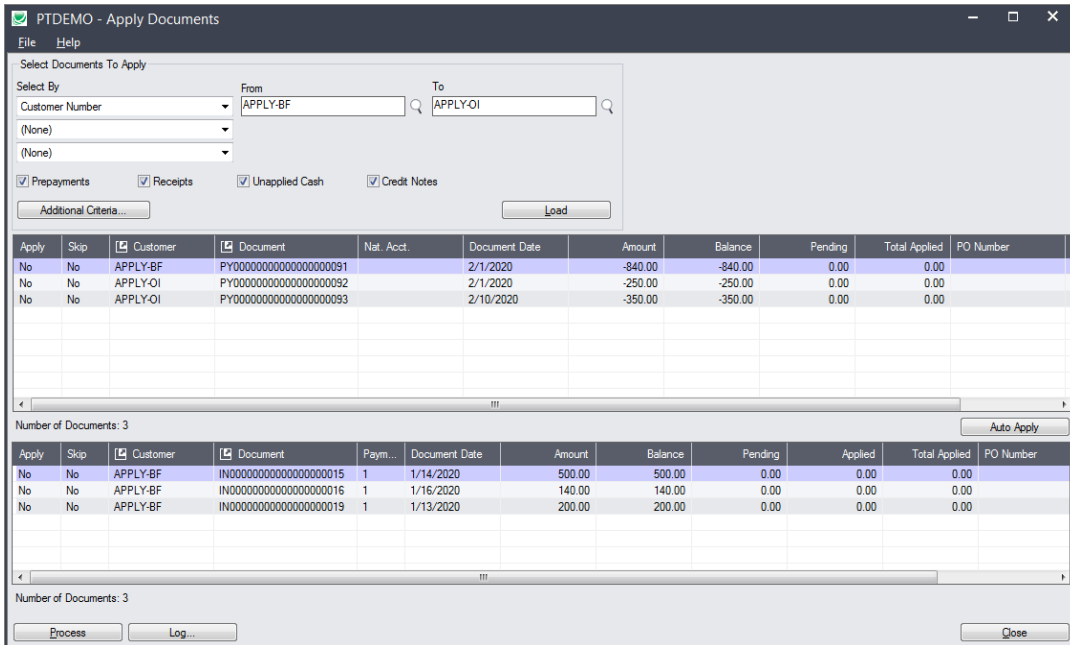 PTDEMO - Apply Documents
File Help
Select Documents To Apply
Select By From To
Customer Number APPLY-BF APPLY-OI
(None)
(None)
Prepayments Receipts Unapplied Cash Credit Notes
Additional Criteria... Load
Apply Skip Customer Document Nat. Acct. Document Date Amount Balance Pending Total Applied PO Number
No No APPLY-BF PY00000000000000000091 2/1/2020 -840.00 -840.00 0.00 0.00
No No APPLY-OI PY00000000000000000092 2/1/2020 -250.00 -250.00 0.00 0.00
No No APPLY-OI PY00000000000000000093 2/10/2020 -350.00 -350.00 0.00 0.00
Number of Documents: 3 Auto Apply
Apply Skip Customer Document Paym... Document Date Amount Balance Pending Applied Total Applied PO Number
No No APPLY-BF IN00000000000000000015 1 1/14/2020 500.00 500.00 0.00 0.00 0.00
No No APPLY-BF IN00000000000000000016 1 1/16/2020 140.00 140.00 0.00 0.00 0.00
No No APPLY-BF IN00000000000000000019 1 1/13/2020 200.00 200.00 0.00 0.00 0.00
Number of Documents: 3
Process Log... Close